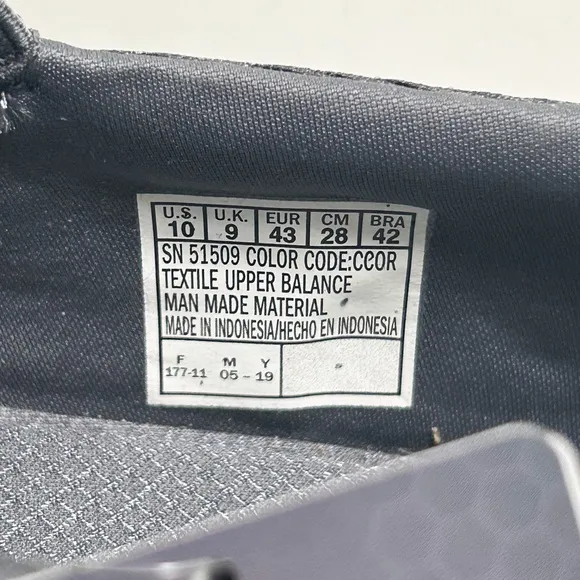 U.S. U.K. EUR CM BRA
10 9 43 28 42
SN 51509 COLOR CODE:CCOR
TEXTILE UPPER BALANCE
MAN MADE MATERIAL
MADE IN INDONESIA/HECHO EN INDONESIA
F M Y
177-11 05 - 19